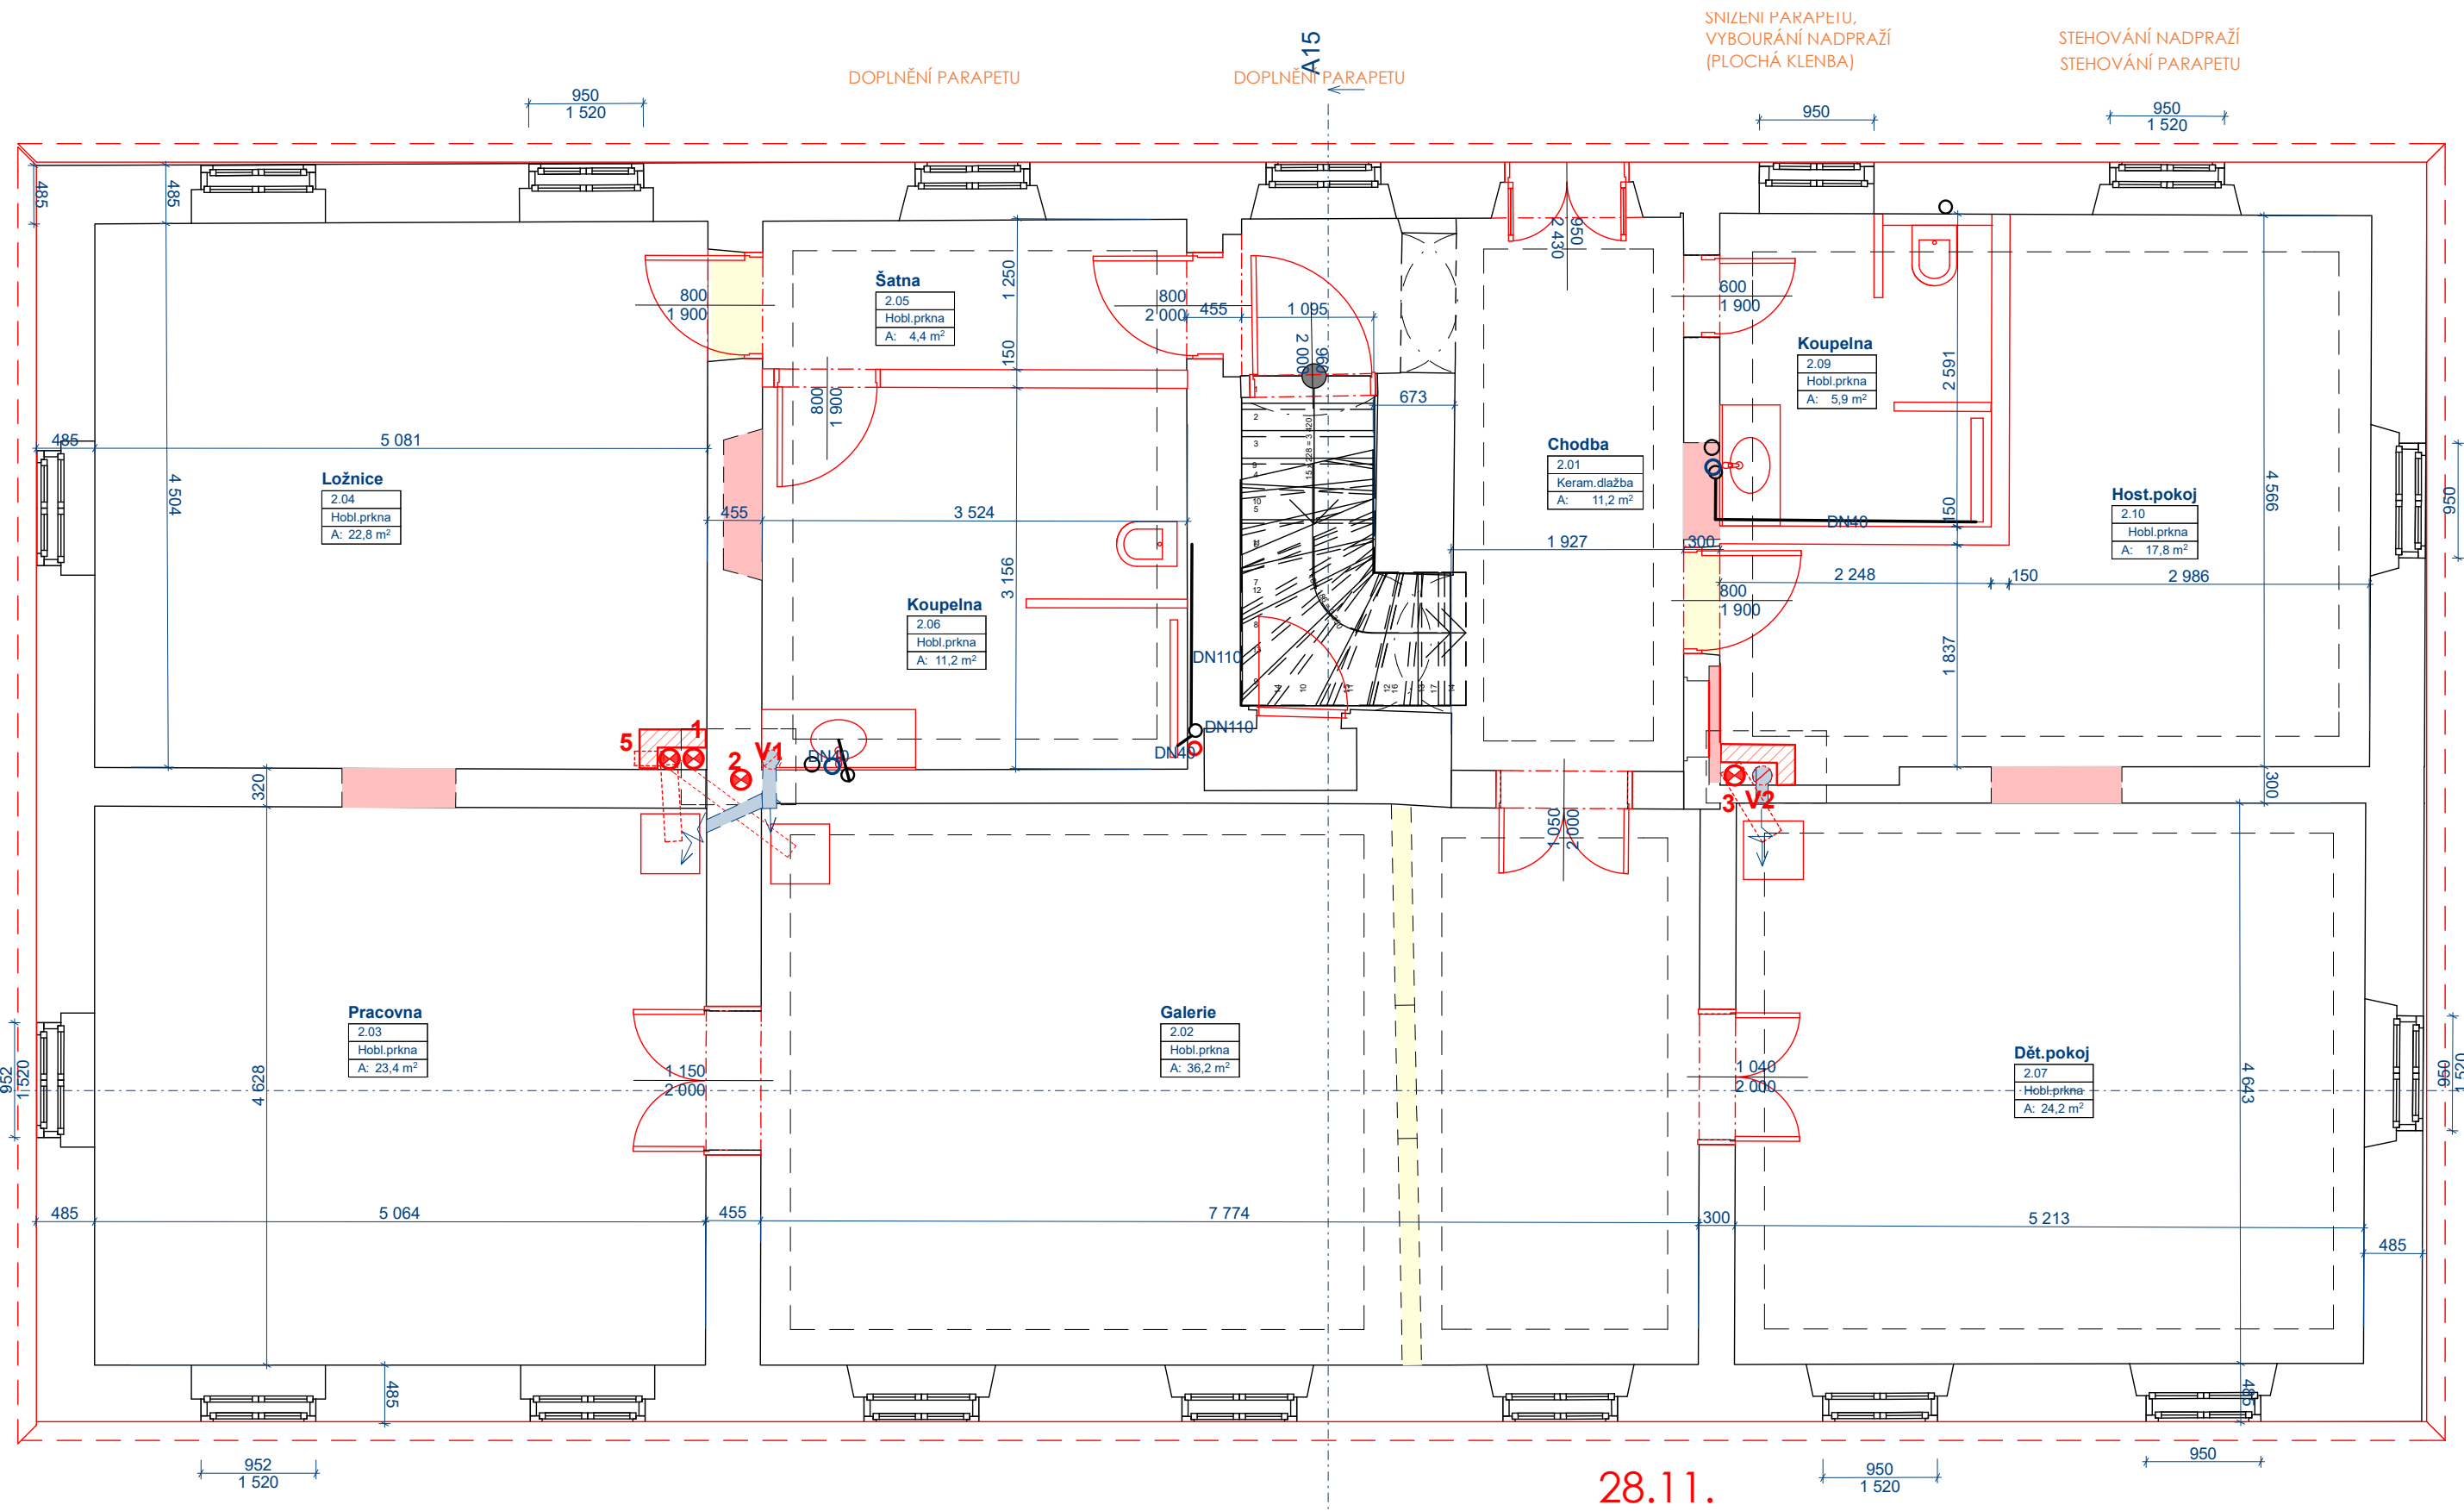 SNÍŽENÍ PARAPETU,
VYBOURÁNÍ NADPRAŽÍ
(PLOCHÁ KLENBA)
STEHOVÁNÍ NADPRAŽÍ
STEHOVÁNÍ PARAPETU
DOPLNĚNÍ PARAPETU
DOPLNĚNÍ PARAPETU
A15
950
1 520
950
950
1 520
485
485
950
2 430
800
1 900
Šatna
2.05
Hobl.prkna
A: 4,4 m²
1 250
150
800
2 000
455
1 095
960
2 000
600
1 900
Koupelna
2.09
Hobl.prkna
A: 5,9 m²
2 591
800
1 900
673
485
5 081
4 504
Ložnice
2.04
Hobl.prkna
A: 22,8 m²
455
3 524
3 156
15 x 228 = 3 420
Chodba
2.01
Keram.dlažba
A: 11,2 m²
1 927
300
DN40
150
Host.pokoj
2.10
Hobl.prkna
A: 17,8 m²
4 566
950
2 248
150
2 986
800
1 900
1 837
Koupelna
2.06
Hobl.prkna
A: 11,2 m²
DN110
DN110
DN40
DN40
5
1
2
V1
3
V2
320
300
1 050
2 000
Pracovna
2.03
Hobl.prkna
A: 23,4 m²
Galerie
2.02
Hobl.prkna
A: 36,2 m²
Dět.pokoj
2.07
Hobl.prkna
A: 24,2 m²
952
1 520
4 628
1 150
2 000
1 040
2 000
4 643
950
1 520
485
5 064
455
7 774
300
5 213
485
485
485
952
1 520
28.11.
950
1 520
950